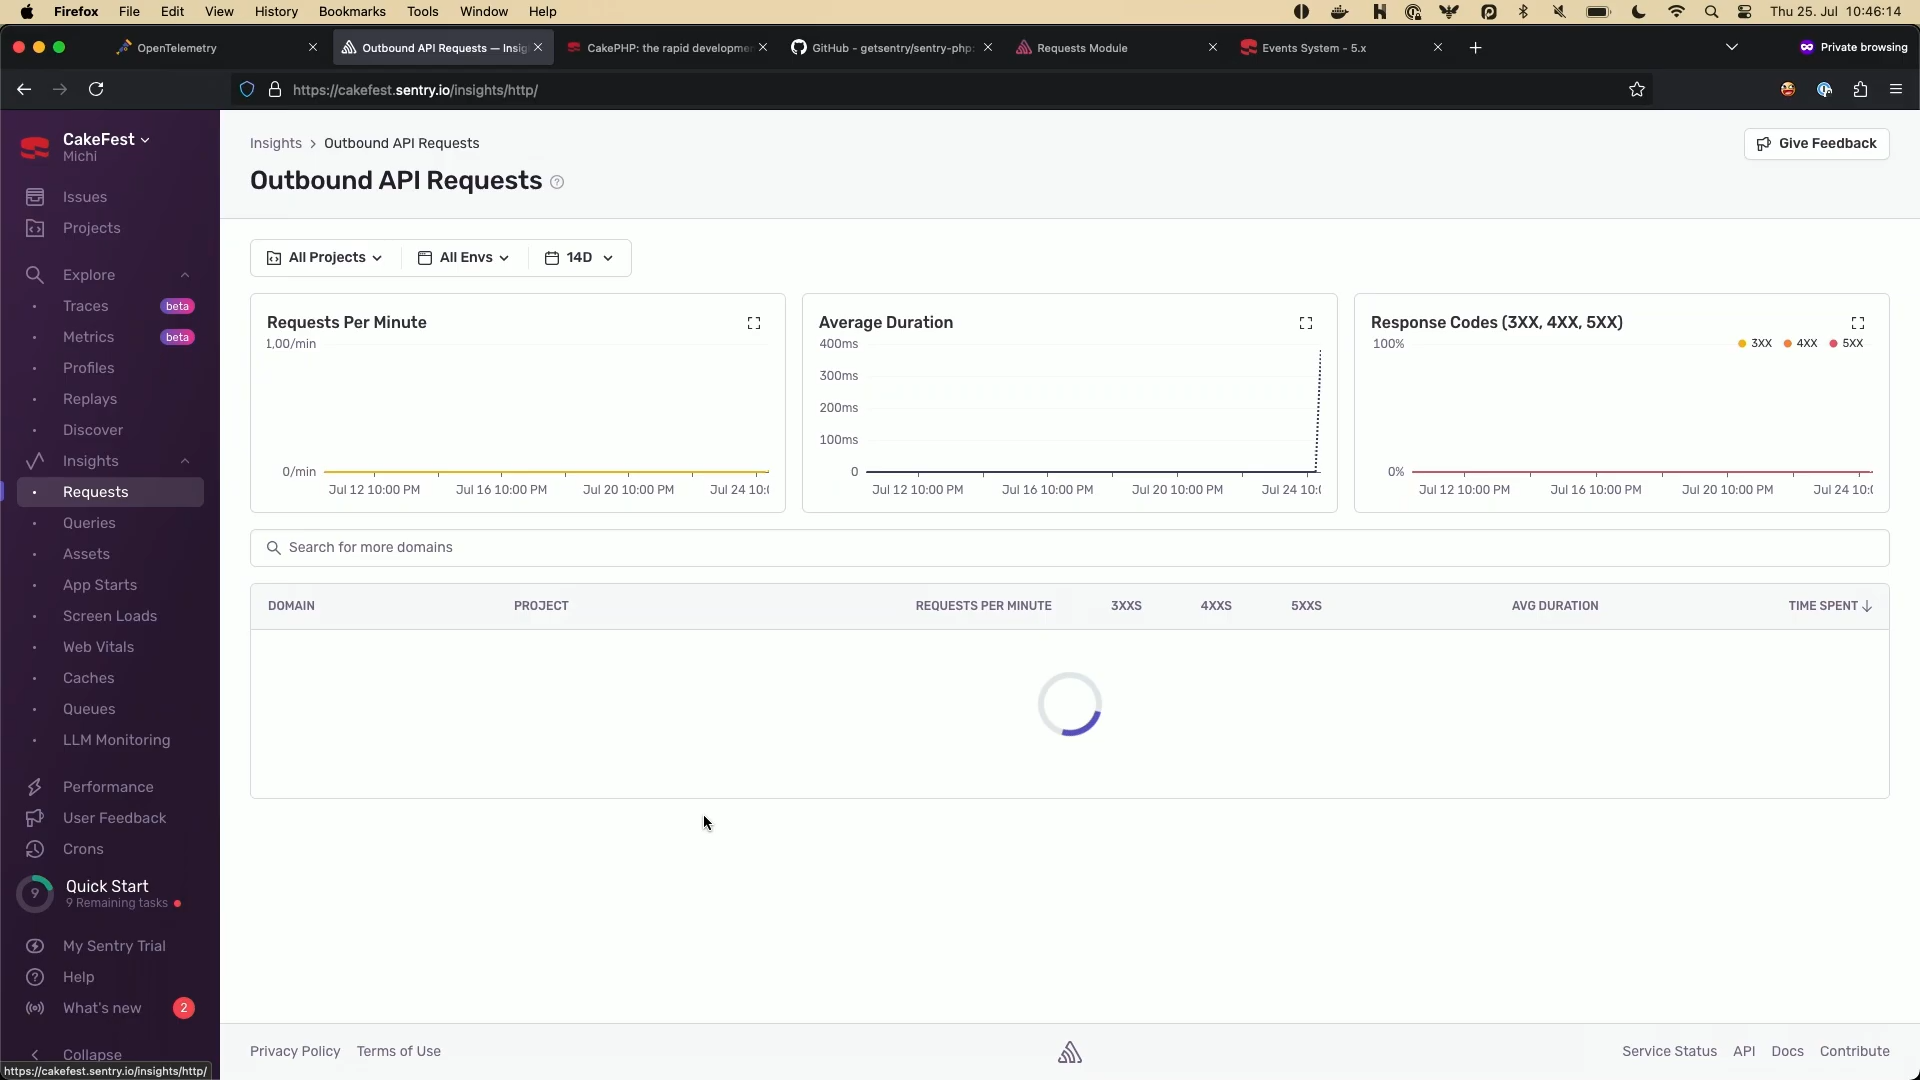 Firefox File Edit View History Bookmarks Tools Window Help Thu 25. Jul 10:46:14
OpenTelemetry
Outbound API Requests — Insig
CakePHP: the rapid developme
GitHub - getsentry/sentry-php:
Requests Module
Events System - 5.x
Private browsing
https://cakefest.sentry.io/insights/http/
CakeFest
Michi
Issues
Projects
Explore
Traces beta
Metrics beta
Profiles
Replays
Discover
Insights
Requests
Queries
Assets
App Starts
Screen Loads
Web Vitals
Caches
Queues
LLM Monitoring
Performance
User Feedback
Crons
9
Quick Start
9 Remaining tasks
My Sentry Trial
Help
What's new 2
Collapse
https://cakefest.sentry.io/insights/http/
Insights > Outbound API Requests
Give Feedback
Outbound API Requests
All Projects All Envs 14D
Requests Per Minute
1,00/min
0/min
Jul 12 10:00 PM Jul 16 10:00 PM Jul 20 10:00 PM Jul 24 10:(
Average Duration
400ms
300ms
200ms
100ms
0
Jul 12 10:00 PM Jul 16 10:00 PM Jul 20 10:00 PM Jul 24 10:(
Response Codes (3XX, 4XX, 5XX)
100% 3XX 4XX 5XX
0%
Jul 12 10:00 PM Jul 16 10:00 PM Jul 20 10:00 PM Jul 24 10:(
Search for more domains
DOMAIN PROJECT REQUESTS PER MINUTE 3XXS 4XXS 5XXS AVG DURATION TIME SPENT
Privacy Policy Terms of Use
Service Status API Docs Contribute